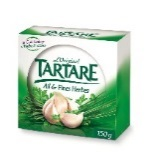 L'Original
TARTARE
Ail & Fines Herbes
150g